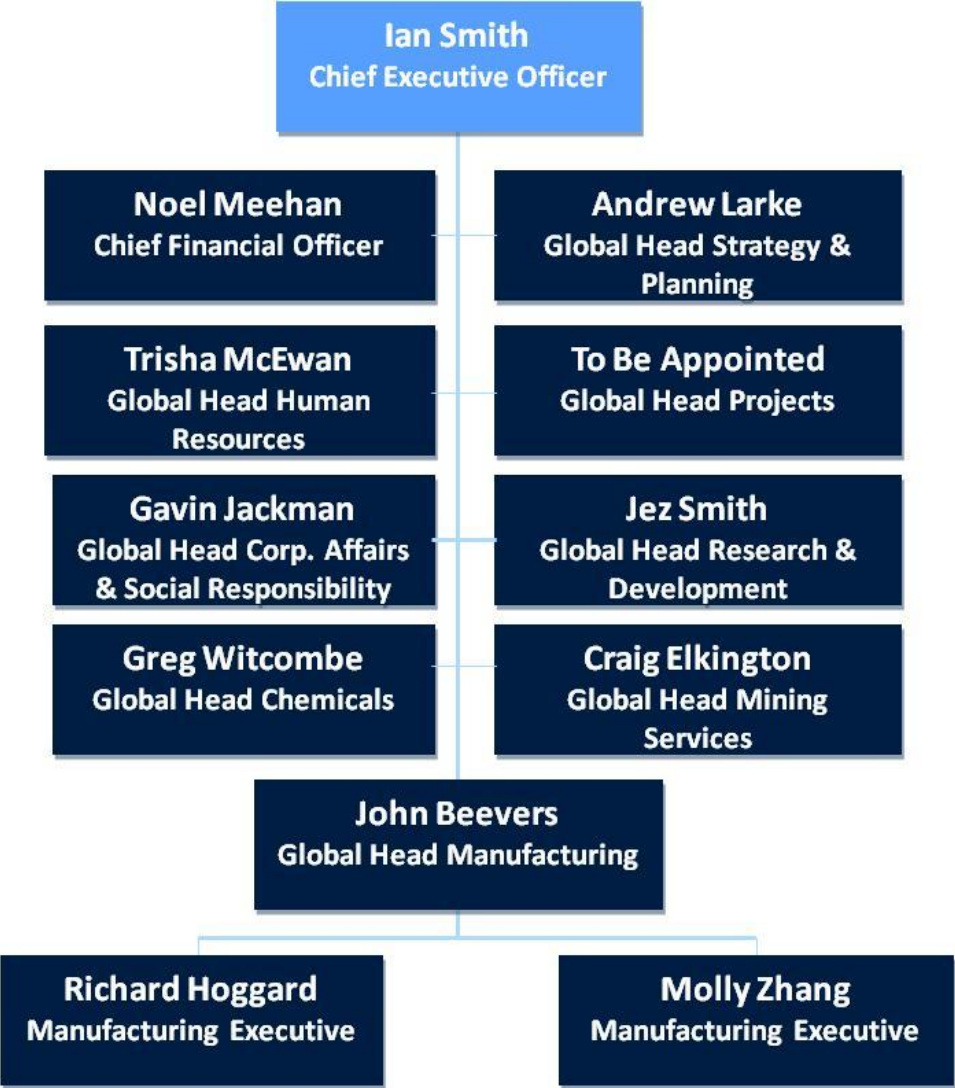 Ian Smith
Chief Executive Officer
Noel Meehan
Chief Financial Officer
Andrew Larke
Global Head Strategy &
Planning
Trisha McEwan
Global Head Human
Resources
To Be Appointed
Global Head Projects
Gavin Jackman
Global Head Corp. Affairs
& Social Responsibility
Jez Smith
Global Head Research &
Development
Greg Witcombe
Global Head Chemicals
Craig Elkington
Global Head Mining
Services
John Beevers
Global Head Manufacturing
Richard Hoggard
Manufacturing Executive
Molly Zhang
Manufacturing Executive